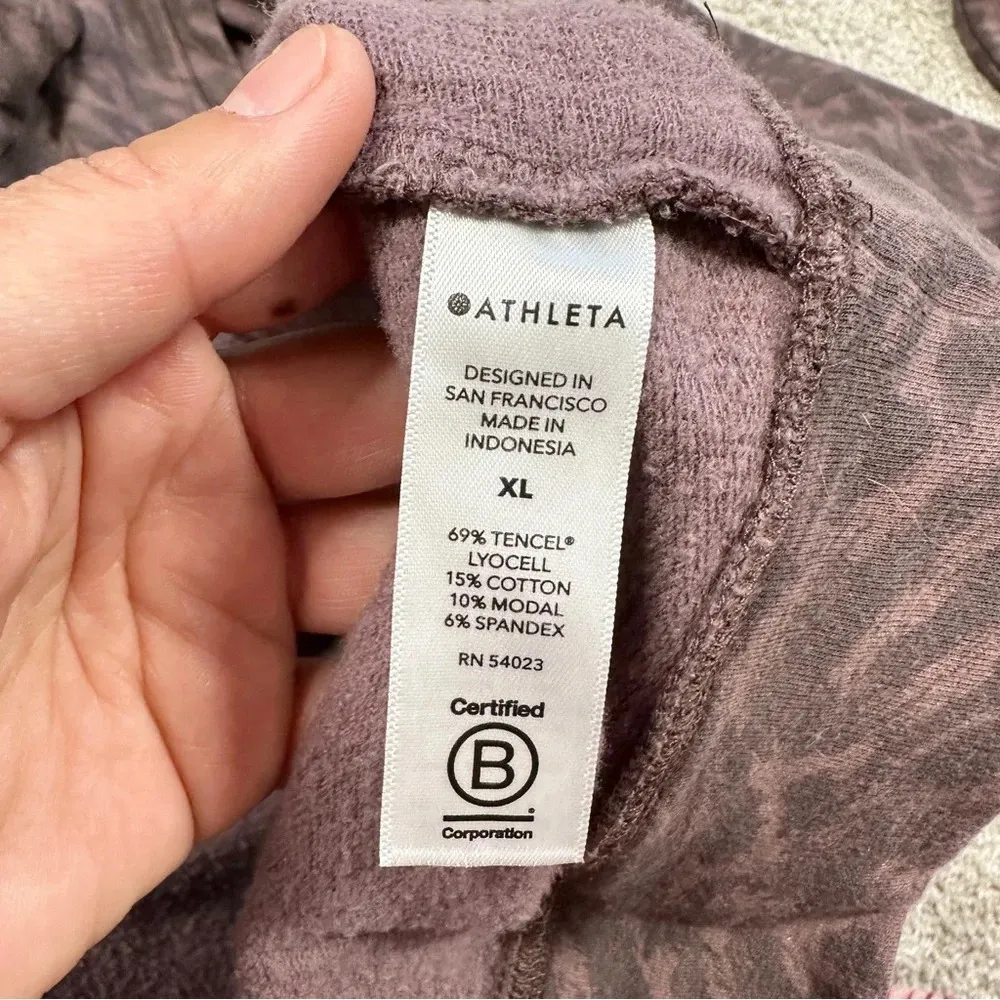 ATHLETA
DESIGNED IN
SAN FRANCISCO
MADE IN
INDONESIA
XL
69% TENCEL®
LYOCELL
15% COTTON
10% MODAL
6% SPANDEX
RN 54023
Certified
B
Corporation